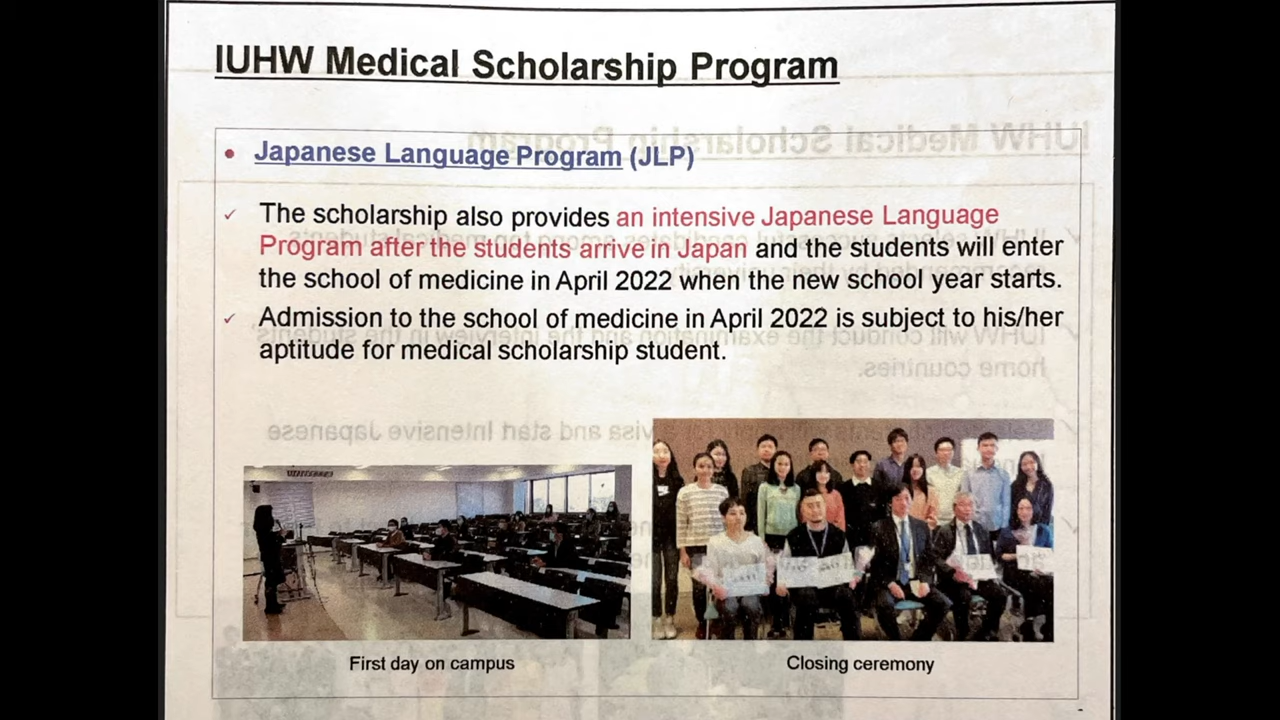 IUHW Medical Scholarship Program
• Japanese Language Program (JLP)
✓ The scholarship also provides an intensive Japanese Language
Program after the students arrive in Japan and the students will enter
the school of medicine in April 2022 when the new school year starts.
✓ Admission to the school of medicine in April 2022 is subject to his/her
aptitude for medical scholarship student.
First day on campus
Closing ceremony